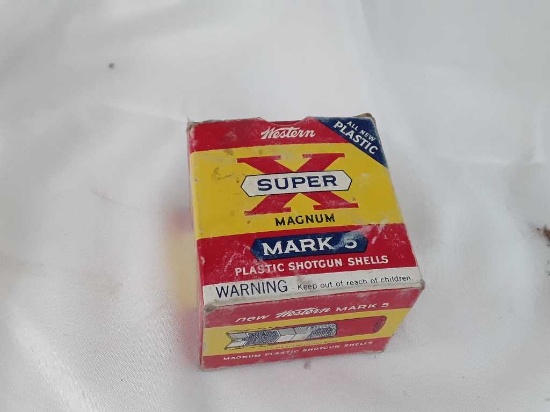 Western
ALL NEW
PLASTIC
X
SUPER
MAGNUM
MARK 5
PLASTIC SHOTGUN SHELLS
WARNING Keep out of reach of children.
new Western MARK 5
MAGNUM PLASTIC SHOTGUN SHELLS